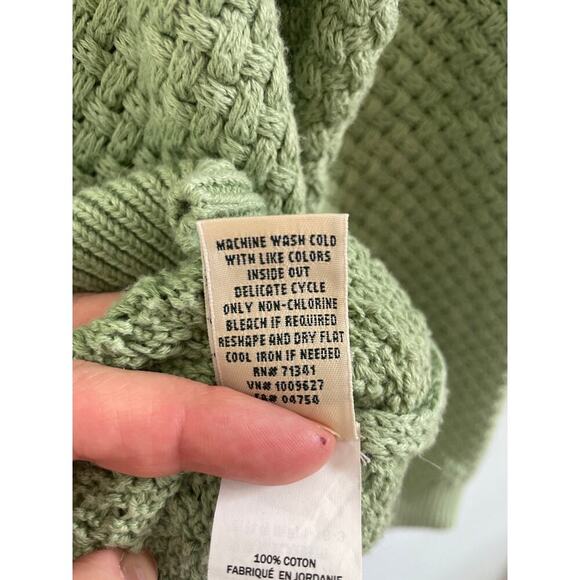 MACHINE WASH COLD
WITH LIKE COLORS
INSIDE OUT
DELICATE CYCLE
ONLY NON-CHLORINE
BLEACH IF REQUIRED
RESHAPE AND DRY FLAT
COOL IRON IF NEEDED
RN# 71341
VN# 1009627
04754
100% COTON
FABRIQUÉ EN JORDANIE